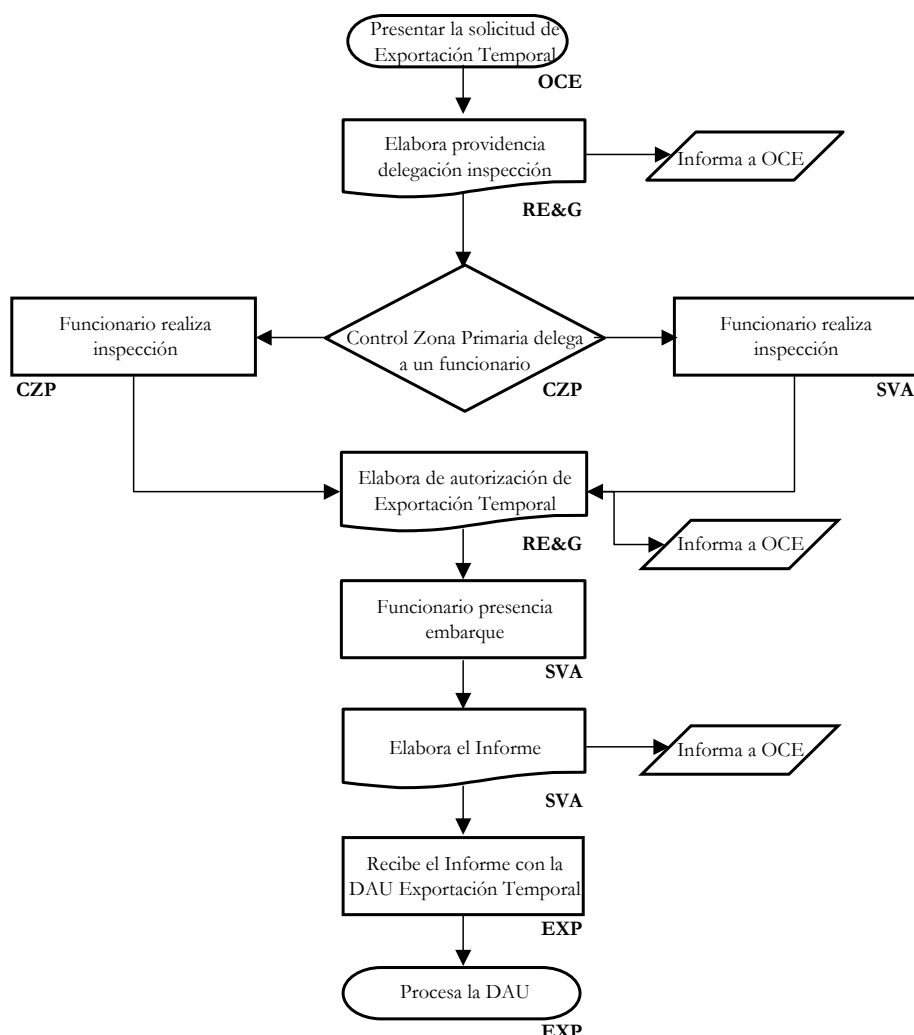 Presentar la solicitud de
Exportación Temporal
OCE
Elabora providencia
delegación inspección
RE&G
Informa a OCE
Funcionario realiza
inspección
CZP
Control Zona Primaria delega
a un funcionario
CZP
Funcionario realiza
inspección
SVA
Elabora de autorización de
Exportación Temporal
RE&G
Informa a OCE
Funcionario presencia
embarque
SVA
Elabora el Informe
SVA
Informa a OCE
Recibe el Informe con la
DAU Exportación Temporal
EXP
Procesa la DAU
EXP